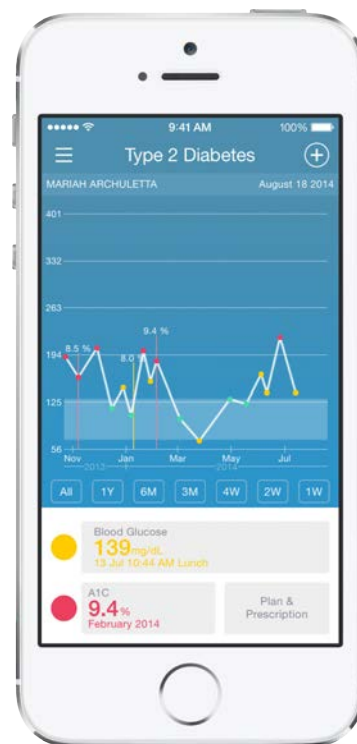 9:41 AM 100%
Type 2 Diabetes
MARIAH ARCHULETTA August 18 2014
401
332
263
194
125
56
8.5 %
8.0 %
9.4 %
Nov Jan Mar May Jul
2013 2014
All 1Y 6M 3M 4W 2W 1W
Blood Glucose
139mg/dL
13 Jul 10:44 AM Lunch
A1C
9.4%
February 2014
Plan &
Prescription